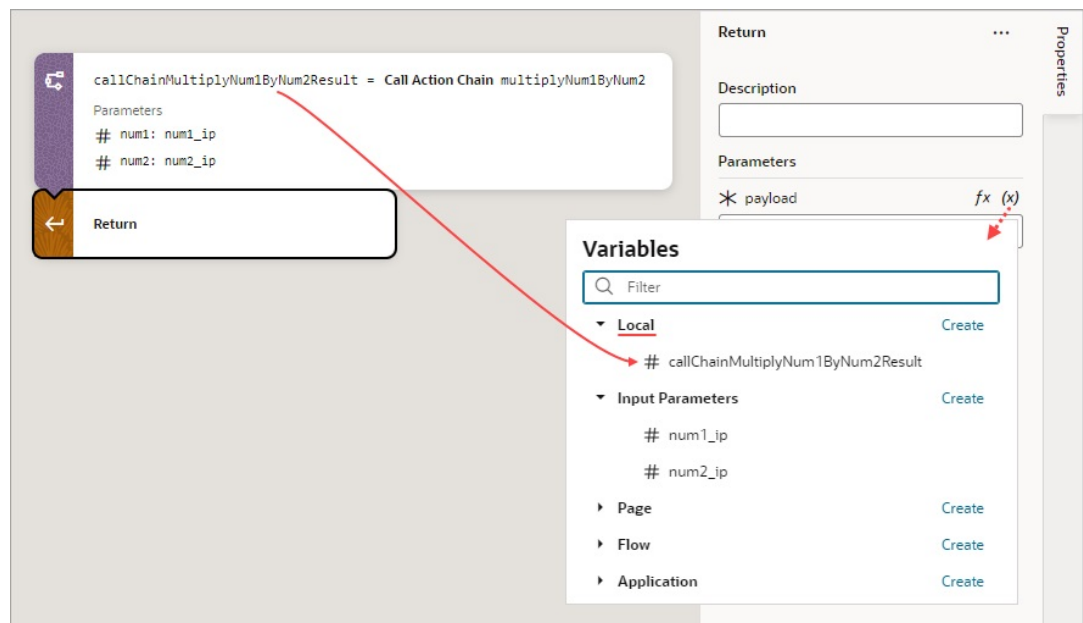 callChainMultiplyNum1ByNum2Result = Call Action Chain multiplyNum1ByNum2
Parameters
# num1: num1_ip
# num2: num2_ip
Return
Return ...
Properties
Description
Parameters
payload fx (x)
Variables
Filter
Local Create
# callChainMultiplyNum1ByNum2Result
Input Parameters Create
# num1_ip
# num2_ip
Page Create
Flow Create
Application Create